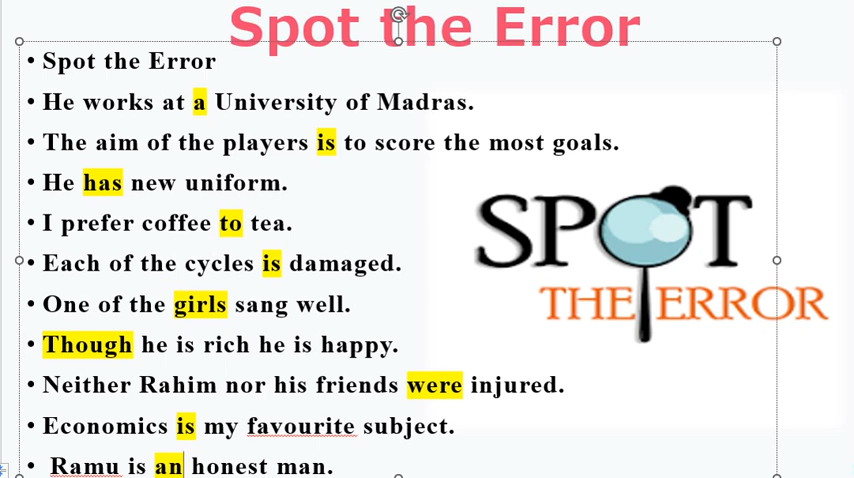 Spot the Error
• Spot the Error
• He works at a University of Madras.
• The aim of the players is to score the most goals.
• He has new uniform.
• I prefer coffee to tea.
• Each of the cycles is damaged.
• One of the girls sang well.
• Though he is rich he is happy.
• Neither Rahim nor his friends were injured.
• Economics is my favourite subject.
• Ramu is an honest man.
SPOT
THE ERROR